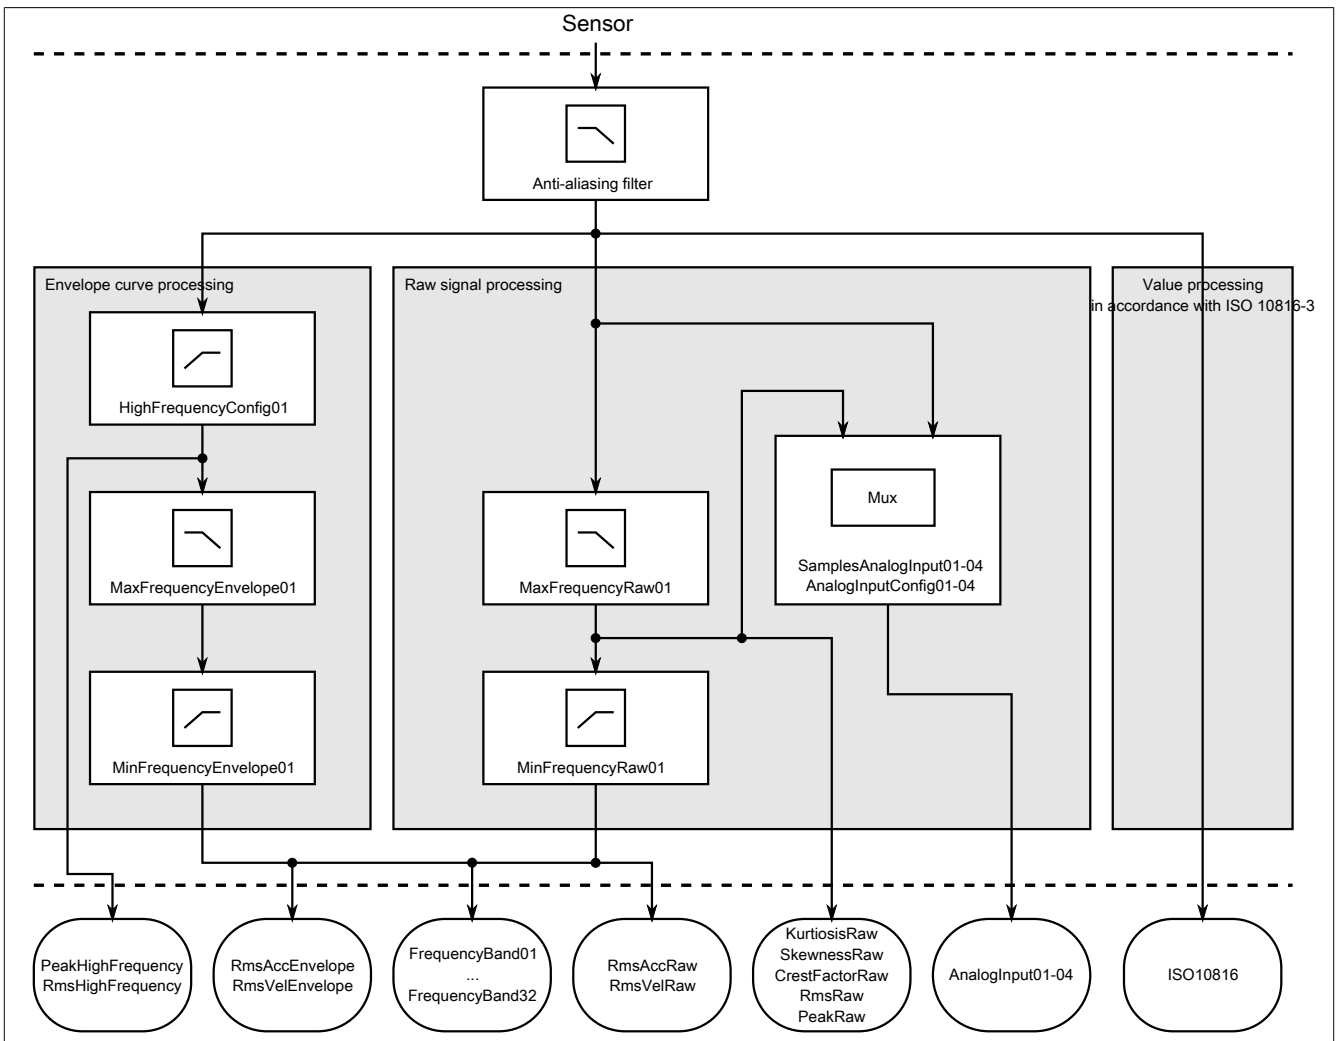 Sensor
Anti-aliasing filter
Envelope curve processing
Raw signal processing
Value processing
in accordance with ISO 10816-3
HighFrequencyConfig01
Mux
SamplesAnalogInput01-04
AnalogInputConfig01-04
MaxFrequencyEnvelope01
MaxFrequencyRaw01
MinFrequencyEnvelope01
MinFrequencyRaw01
PeakHighFrequency
RmsHighFrequency
RmsAccEnvelope
RmsVelEnvelope
FrequencyBand01
...
FrequencyBand32
RmsAccRaw
RmsVelRaw
KurtiosisRaw
SkewnessRaw
CrestFactorRaw
RmsRaw
PeakRaw
AnalogInput01-04
ISO10816